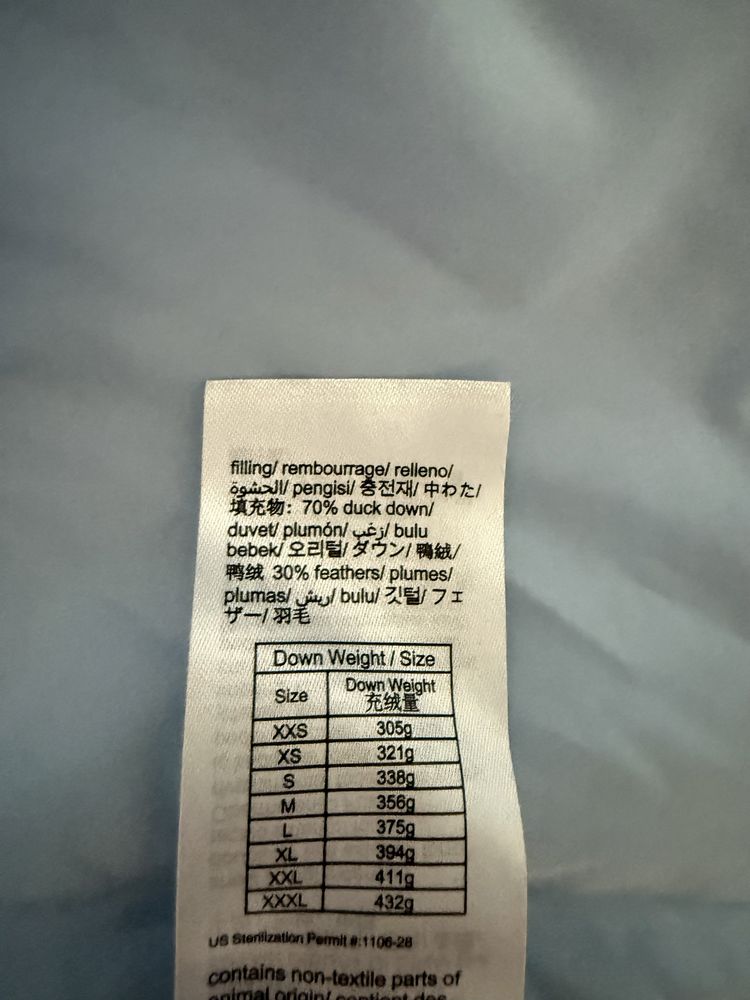 filling/ rembourrage/ relleno/
الحشوة/ pengisi/ 충전재/ 中わた/
填充物: 70% duck down/
duvet/ plumón/ زغب/ bulu
bebek/ 오리털/ ダウン/ 鴨絨/
鸭绒 30% feathers/ plumes/
plumas/ ريش/ bulu/ 깃털/ フェ
ザー/ 羽毛
Down Weight / Size
Size Down Weight
充绒量
XXS 305g
XS 321g
S 338g
M 356g
L 375g
XL 394g
XXL 411g
XXXL 432g
US Sterilization Permit #:1106-28
contains non-textile parts of
animal origin/ contient des